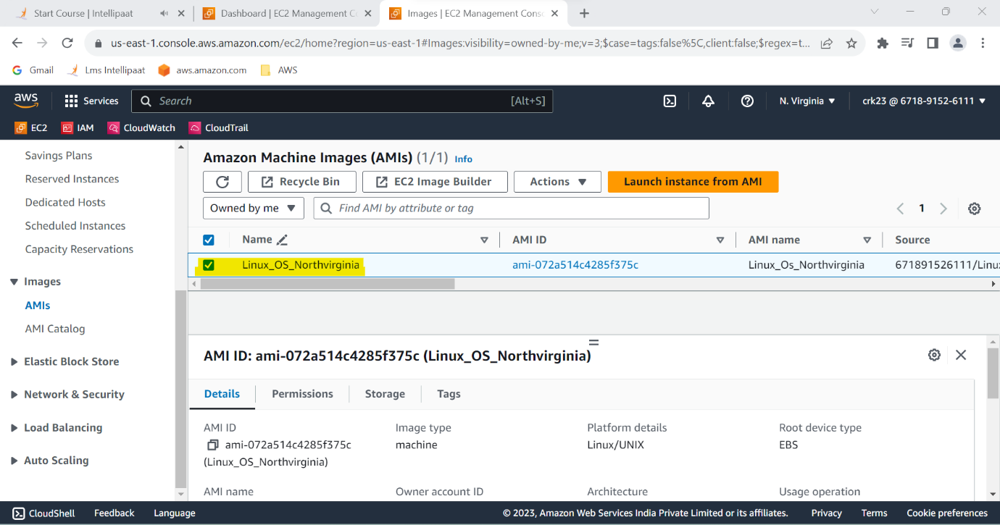 Start Course | Intellipaat
Dashboard | EC2 Management Co
Images | EC2 Management Conso
us-east-1.console.aws.amazon.com/ec2/home?region=us-east-1#Images:visibility=owned-by-me;v=3;$case=tags:false%5C,client:false;$regex=t...
Gmail
Lms Intellipaat
aws.amazon.com
AWS
aws
Services
Search
[Alt+S]
N. Virginia
crk23 @ 6718-9152-6111
EC2
IAM
CloudWatch
CloudTrail
Savings Plans
Reserved Instances
Dedicated Hosts
Scheduled Instances
Capacity Reservations
Images
AMIs
AMI Catalog
Elastic Block Store
Network & Security
Load Balancing
Auto Scaling
Amazon Machine Images (AMIs) (1/1) Info
Recycle Bin
EC2 Image Builder
Actions
Launch instance from AMI
Owned by me
Find AMI by attribute or tag
1
Name
AMI ID
AMI name
Source
Linux_OS_Northvirginia
ami-072a514c4285f375c
Linux_Os_Northvirginia
671891526111/Linux
AMI ID: ami-072a514c4285f375c (Linux_OS_Northvirginia)
Details
Permissions
Storage
Tags
AMI ID
ami-072a514c4285f375c
(Linux_OS_Northvirginia)
Image type
machine
Platform details
Linux/UNIX
Root device type
EBS
AMI name
Owner account ID
Architecture
Usage operation
CloudShell
Feedback
Language
© 2023, Amazon Web Services India Private Limited or its affiliates.
Privacy
Terms
Cookie preferences